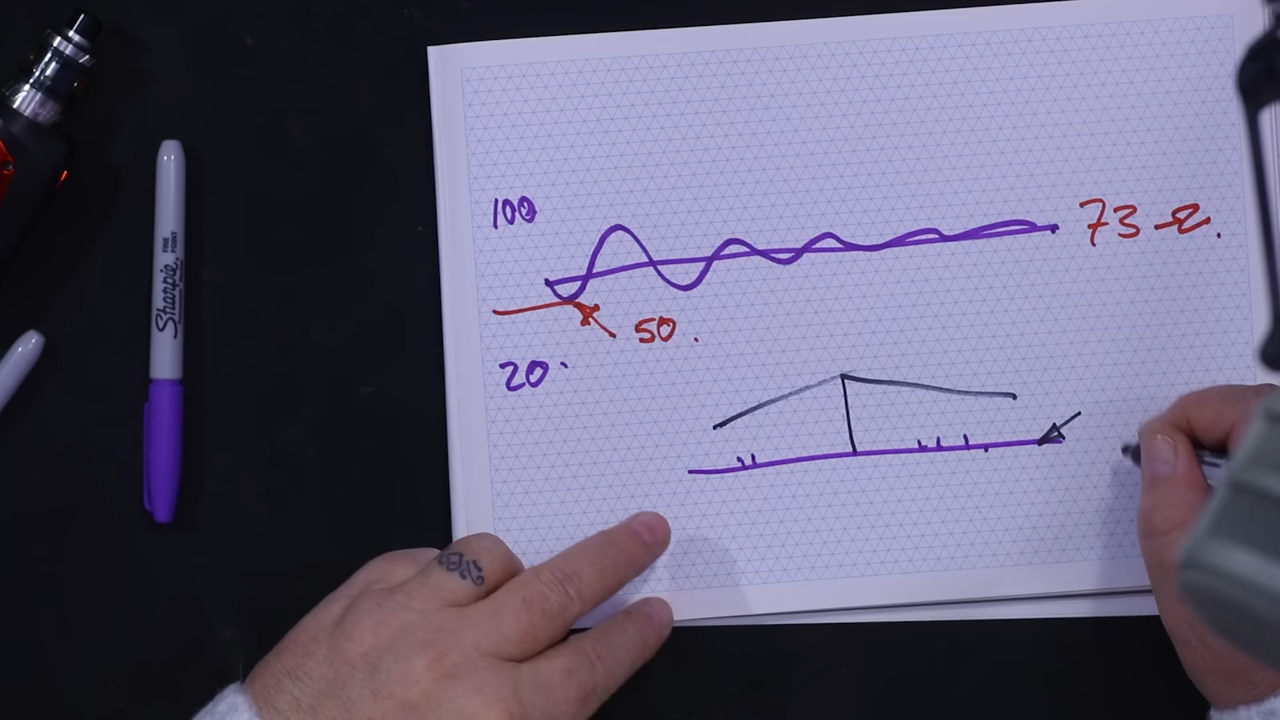 100
73 Ω.
50.
20.
Sharpie.
FINE POINT